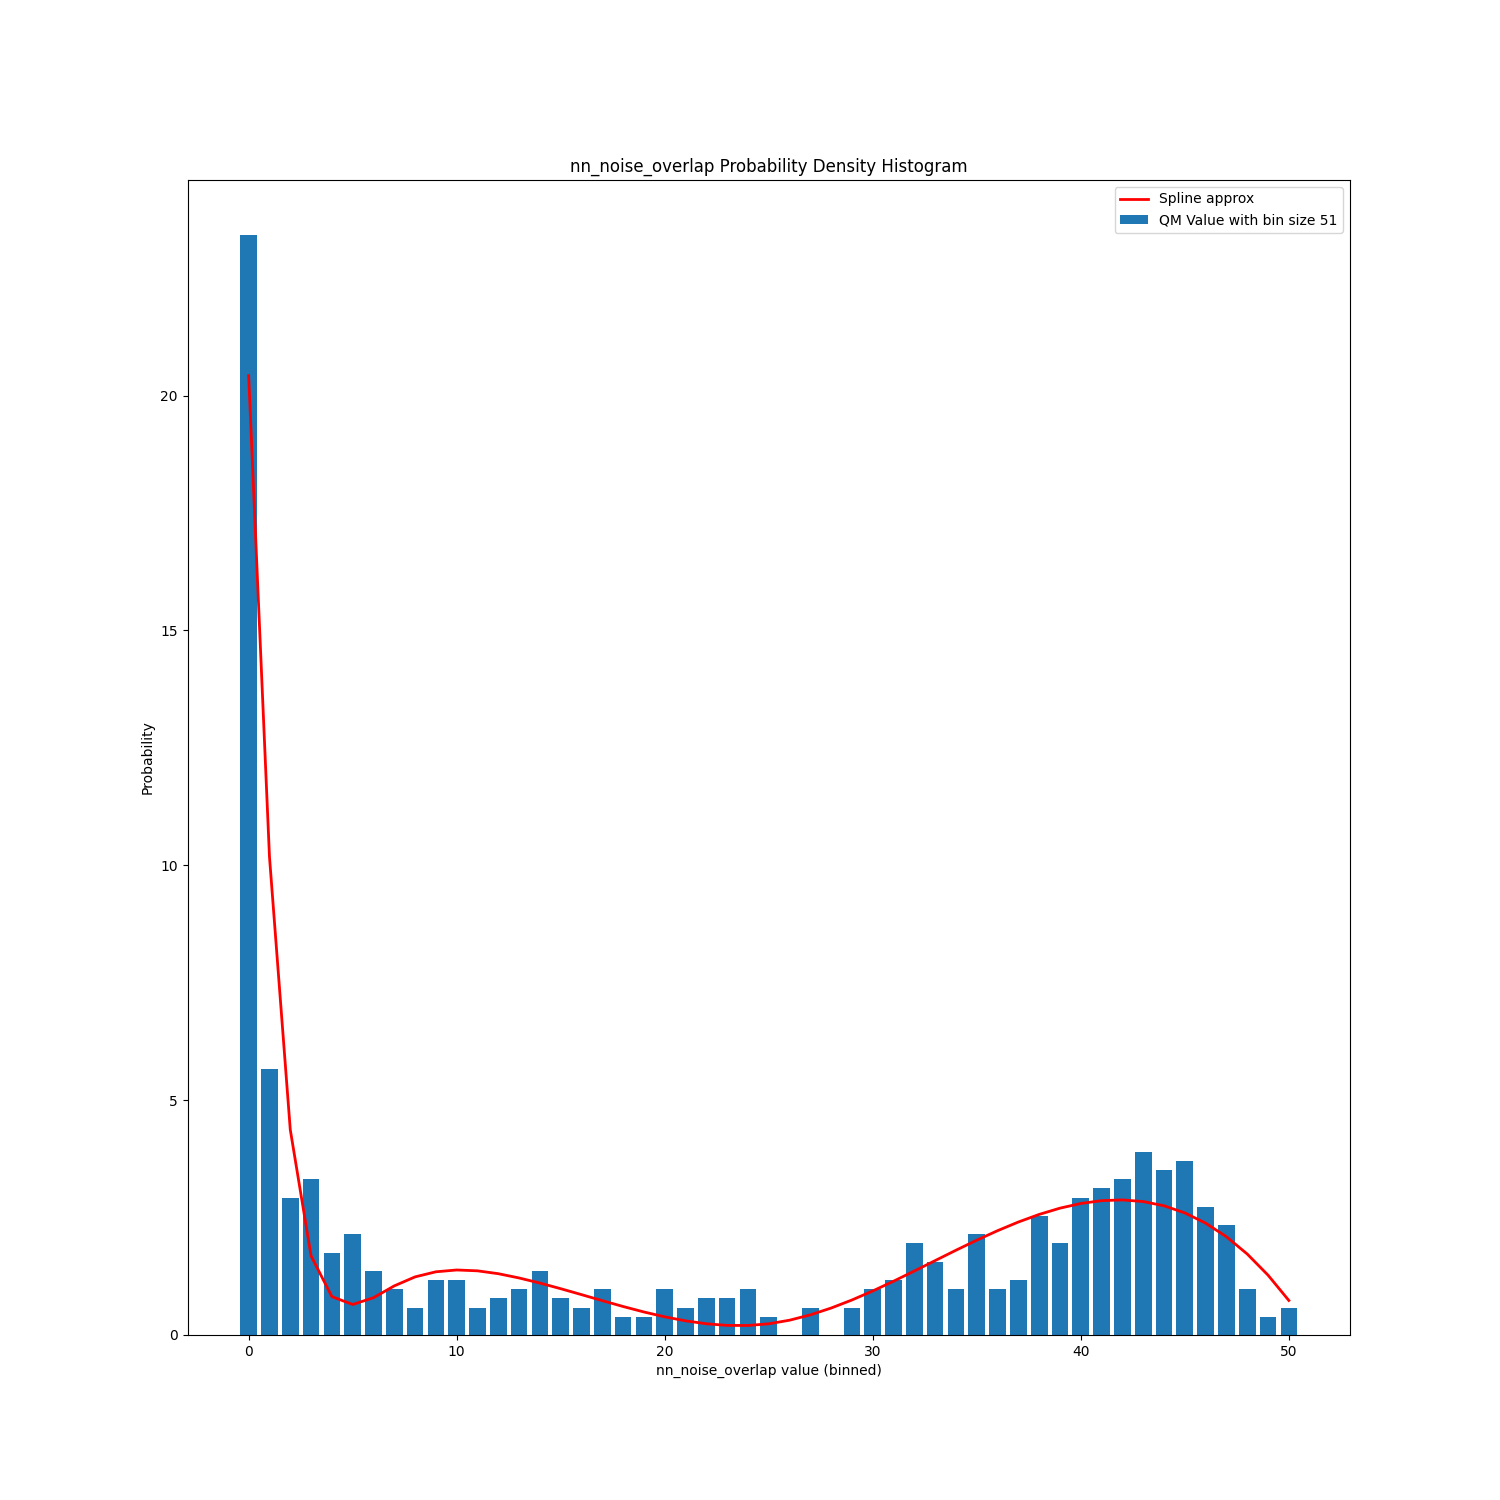 nn_noise_overlap Probability Density Histogram
Spline approx
QM Value with bin size 51
20
15
10
5
0
Probability
0 10 20 30 40 50
nn_noise_overlap value (binned)